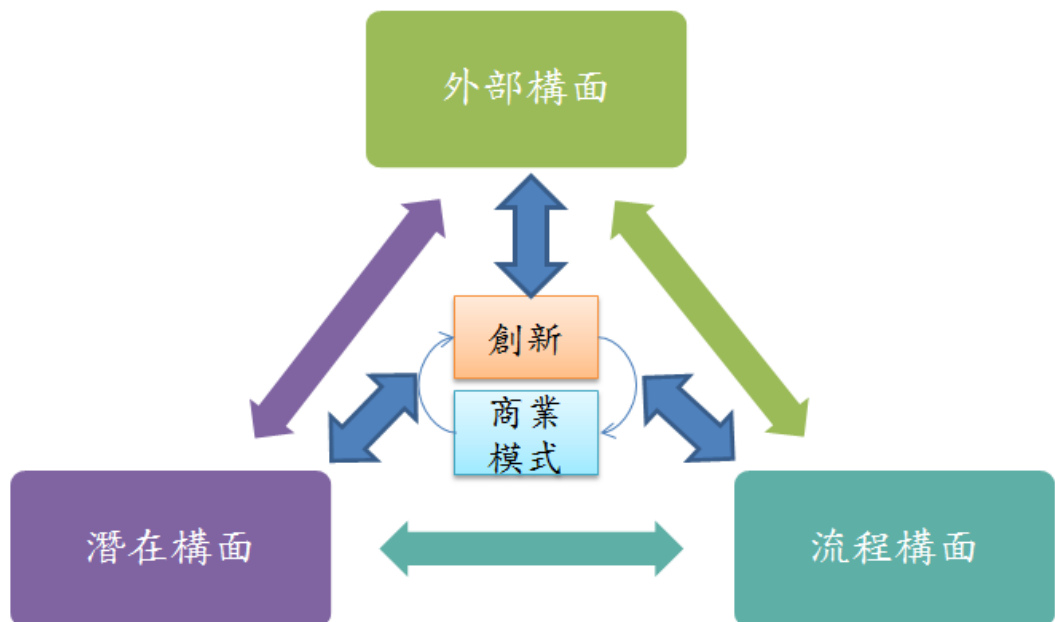 外部構面
創新
商業
模式
潛在構面
流程構面